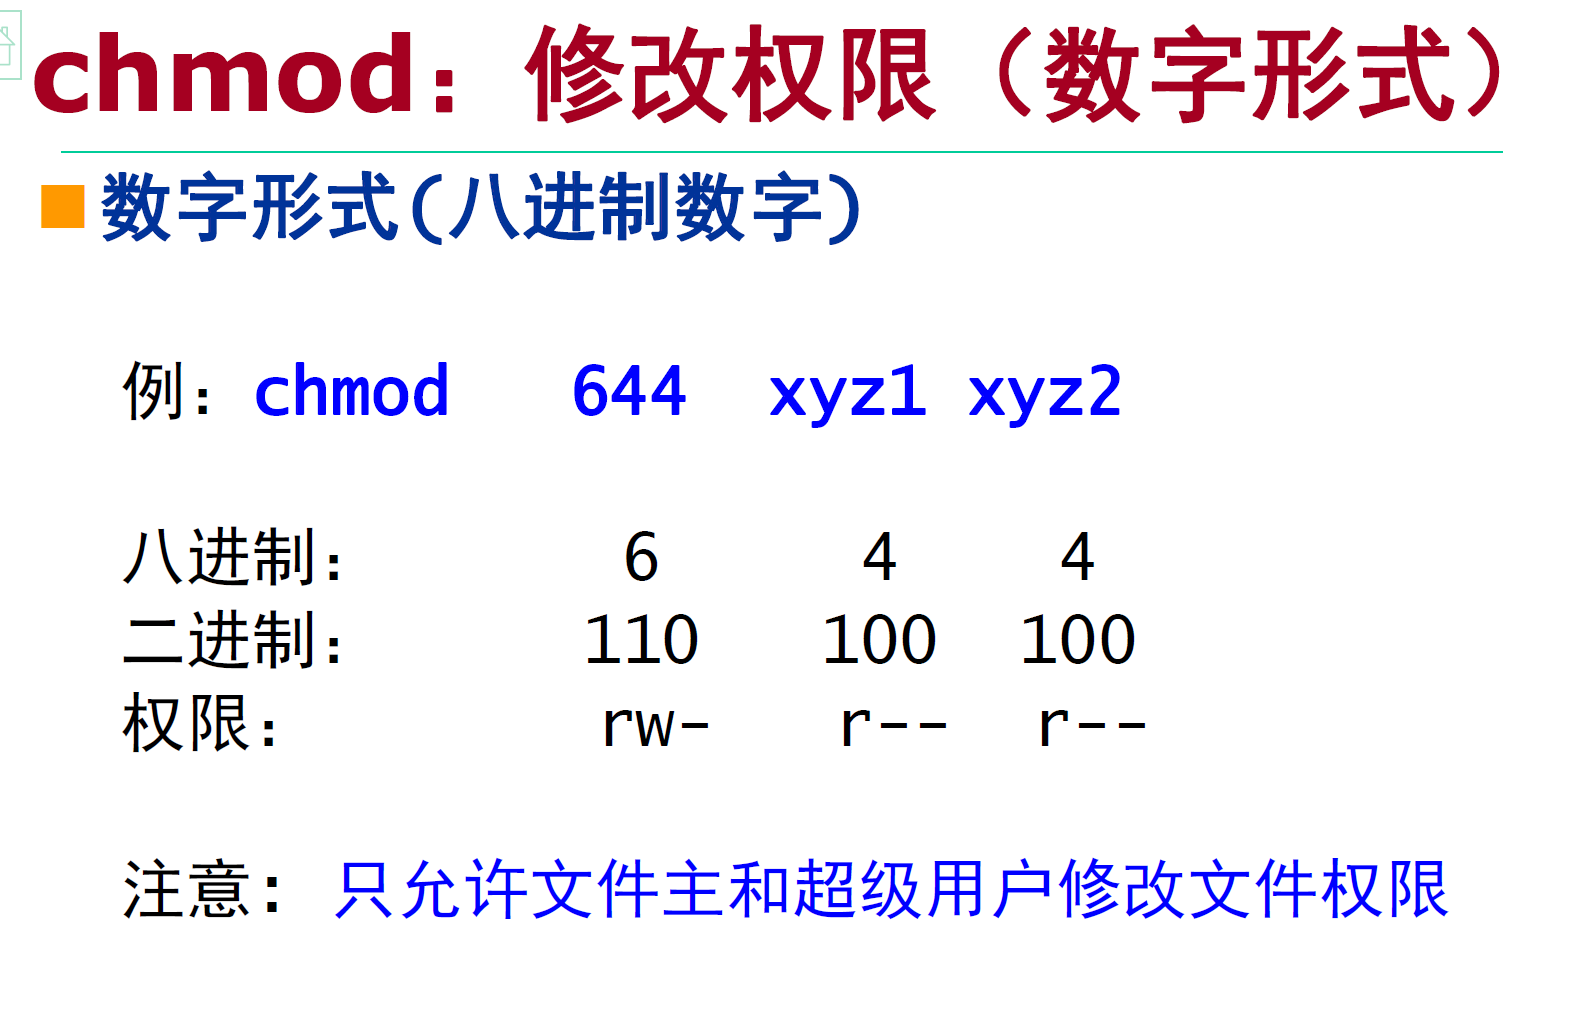 chmod：修改权限（数字形式）
数字形式(八进制数字)
例：chmod 644 xyz1 xyz2
八进制： 6 4 4
二进制： 110 100 100
权限： rw- r-- r--
注意： 只允许文件主和超级用户修改文件权限